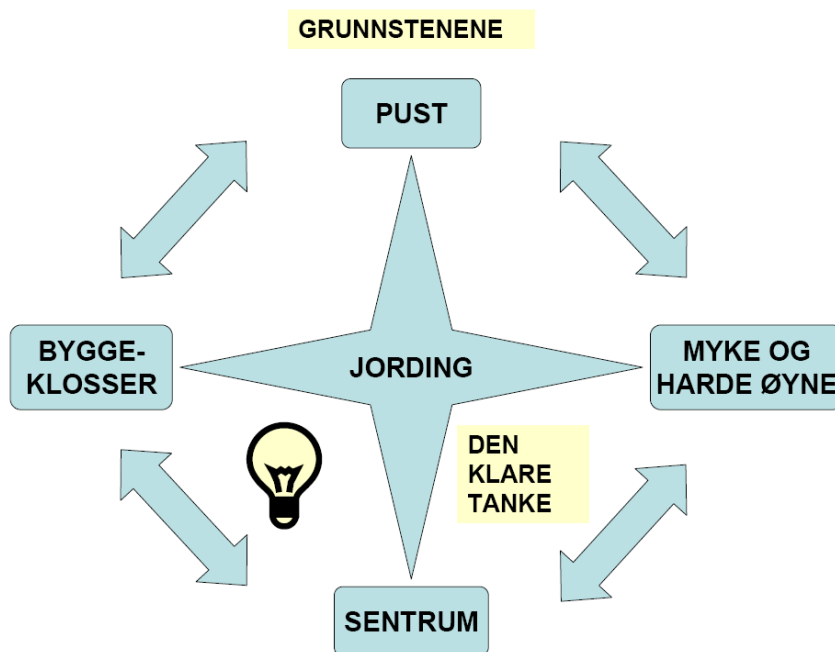 GRUNNSTENENE
PUST
BYGGE-
KLOSSER
JORDING
MYKE OG
HARDE ØYNE
DEN
KLARE
TANKE
SENTRUM